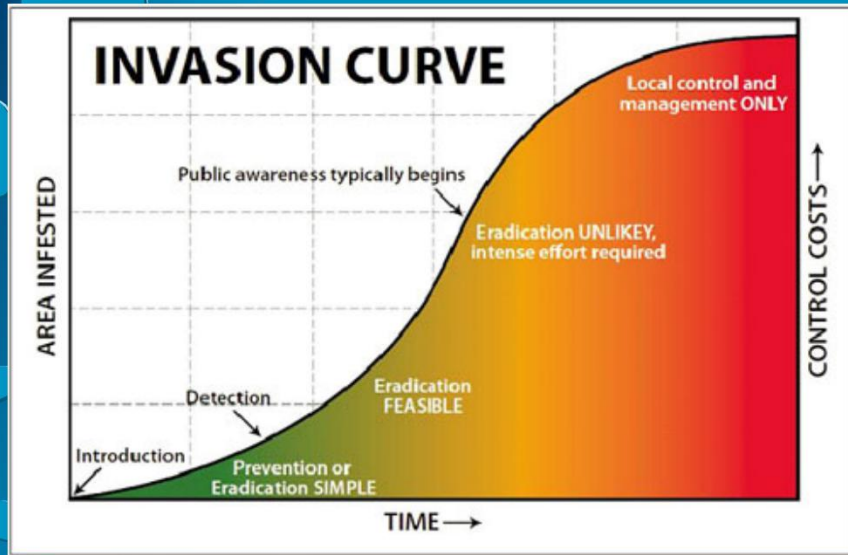 INVASION CURVE
Local control and
management ONLY
Public awareness typically begins
Eradication UNLIKEY,
intense effort required
Eradication
FEASIBLE
Detection
Introduction
Prevention or
Eradication SIMPLE
AREA INFESTED
CONTROL COSTS→
TIME→